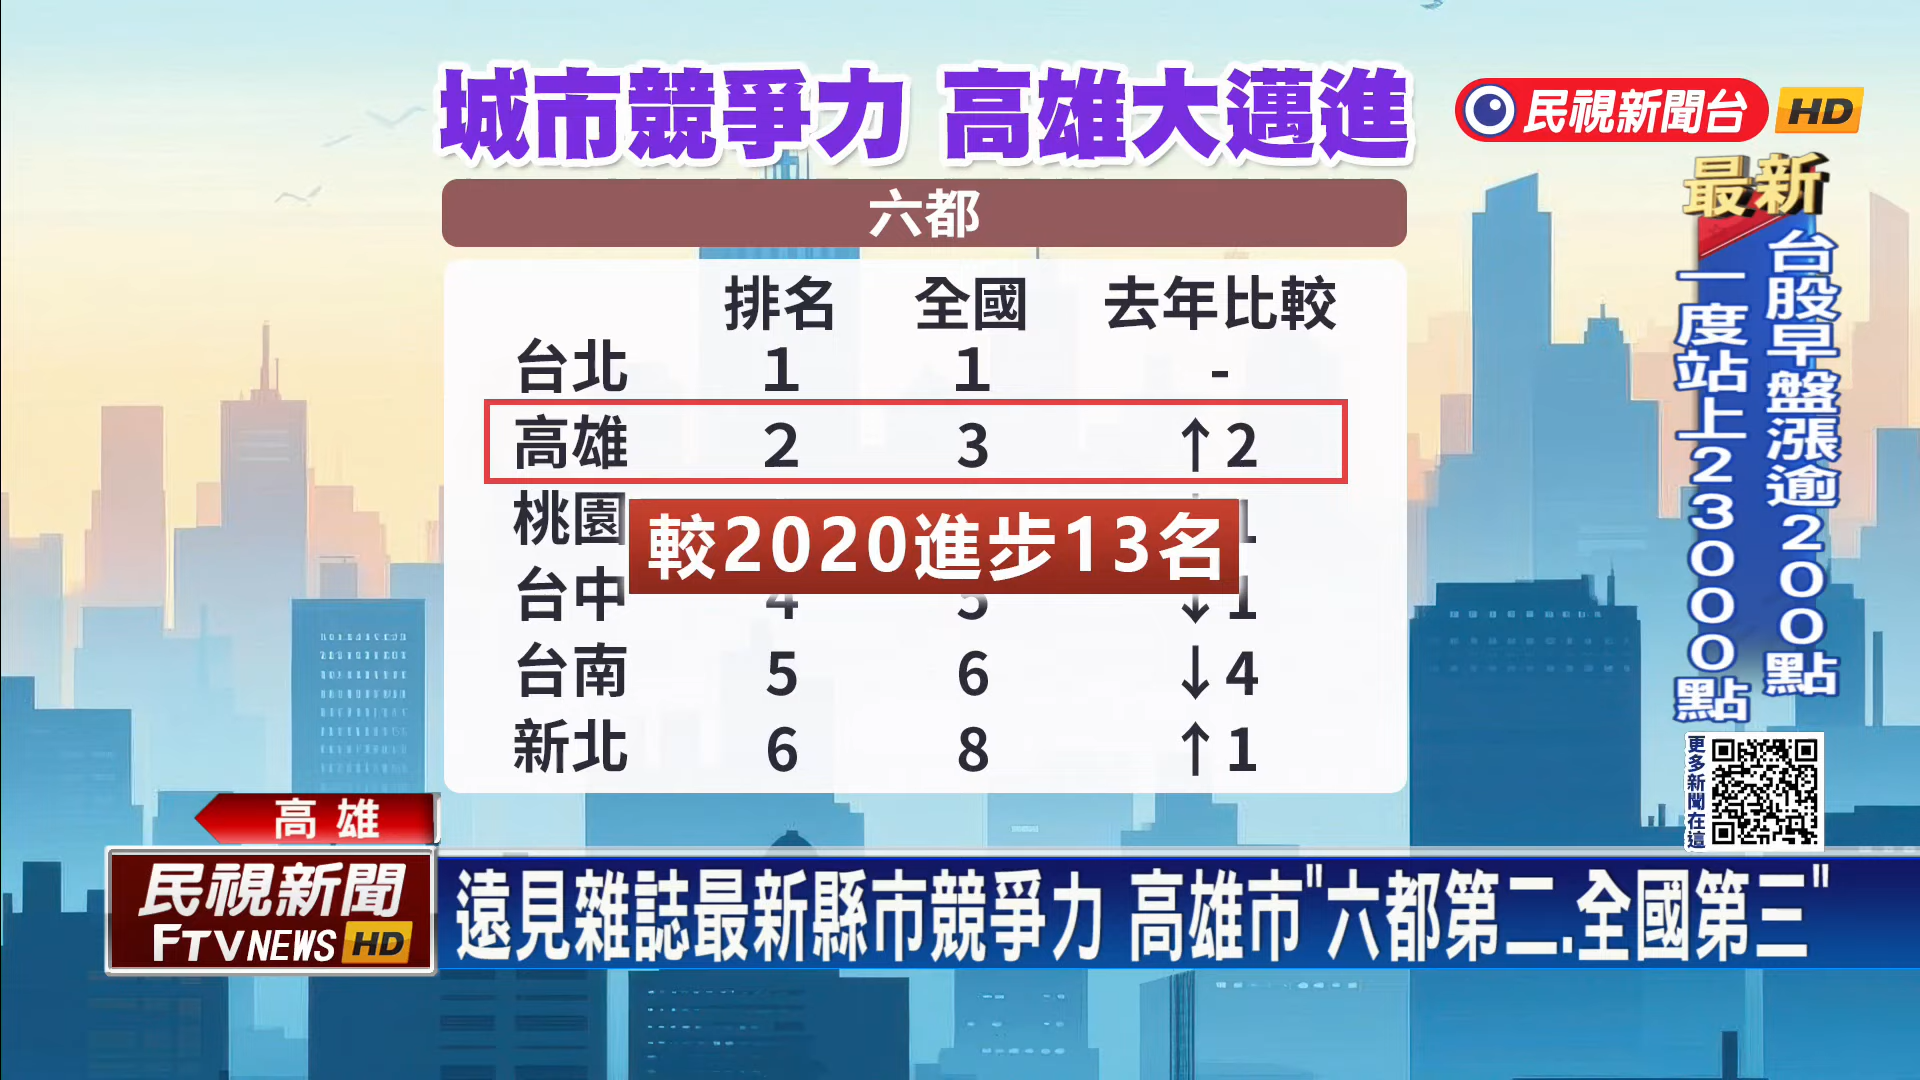 城市競爭力 高雄大邁進
民視新聞台 HD
六都
排名 全國 去年比較
台北 1 1 -
高雄 2 3 ↑2
桃園 1
較2020進步13名
台中 4 5 ↓1
台南 5 6 ↓4
新北 6 8 ↑1
最新
台股早盤漲逾200點
一度站上23000點
更多新聞在這
高雄
民視新聞
FTVNEWS HD
遠見雜誌最新縣市競爭力 高雄市"六都第二.全國第三"